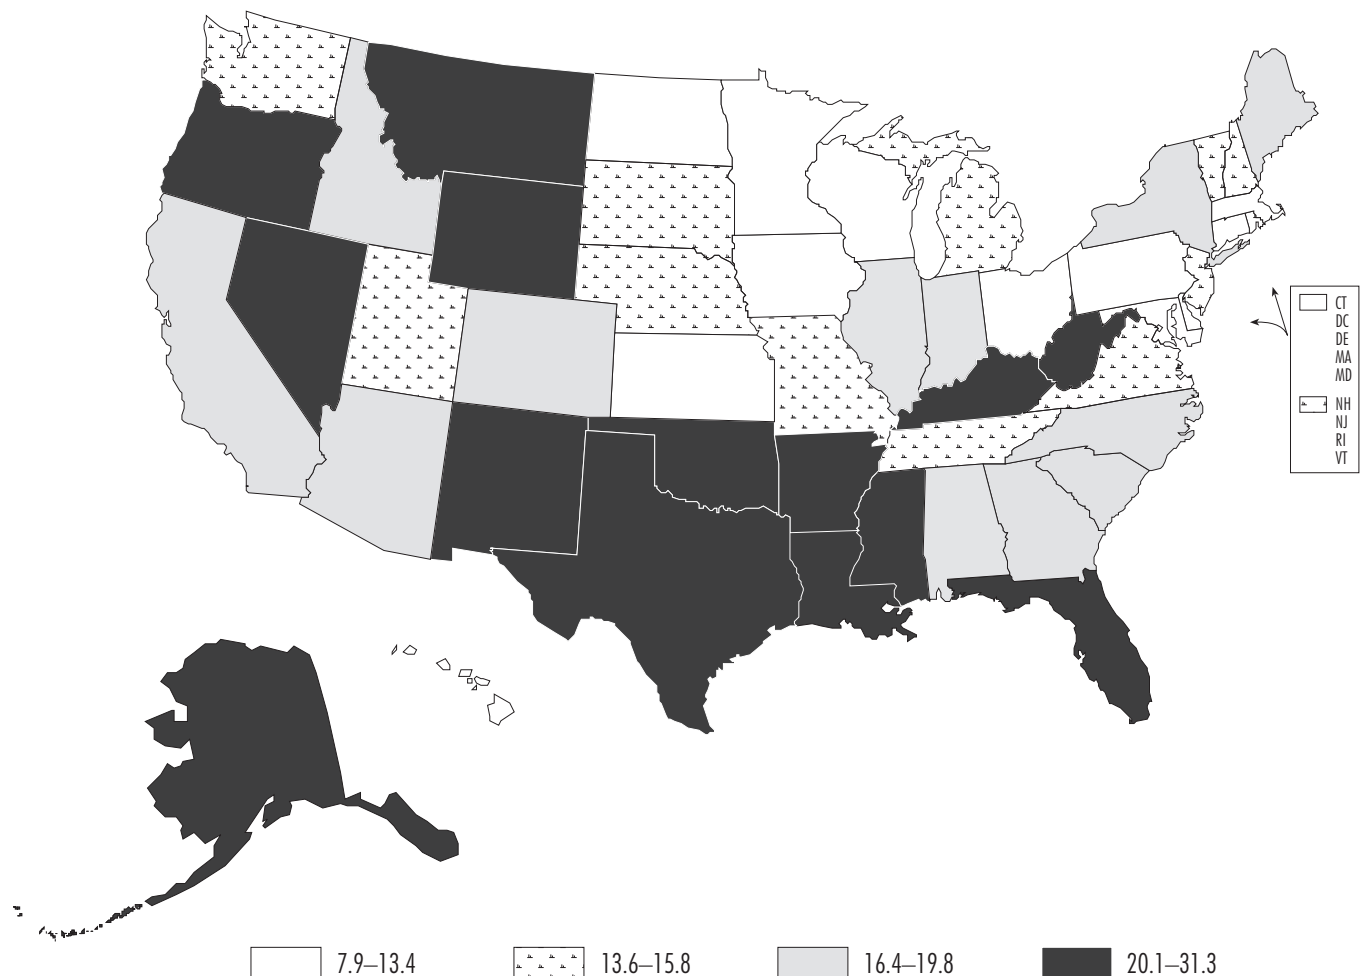 CT
DC
DE
MA
MD
NH
NJ
RI
VT
7.9–13.4 13.6–15.8 16.4–19.8 20.1–31.3